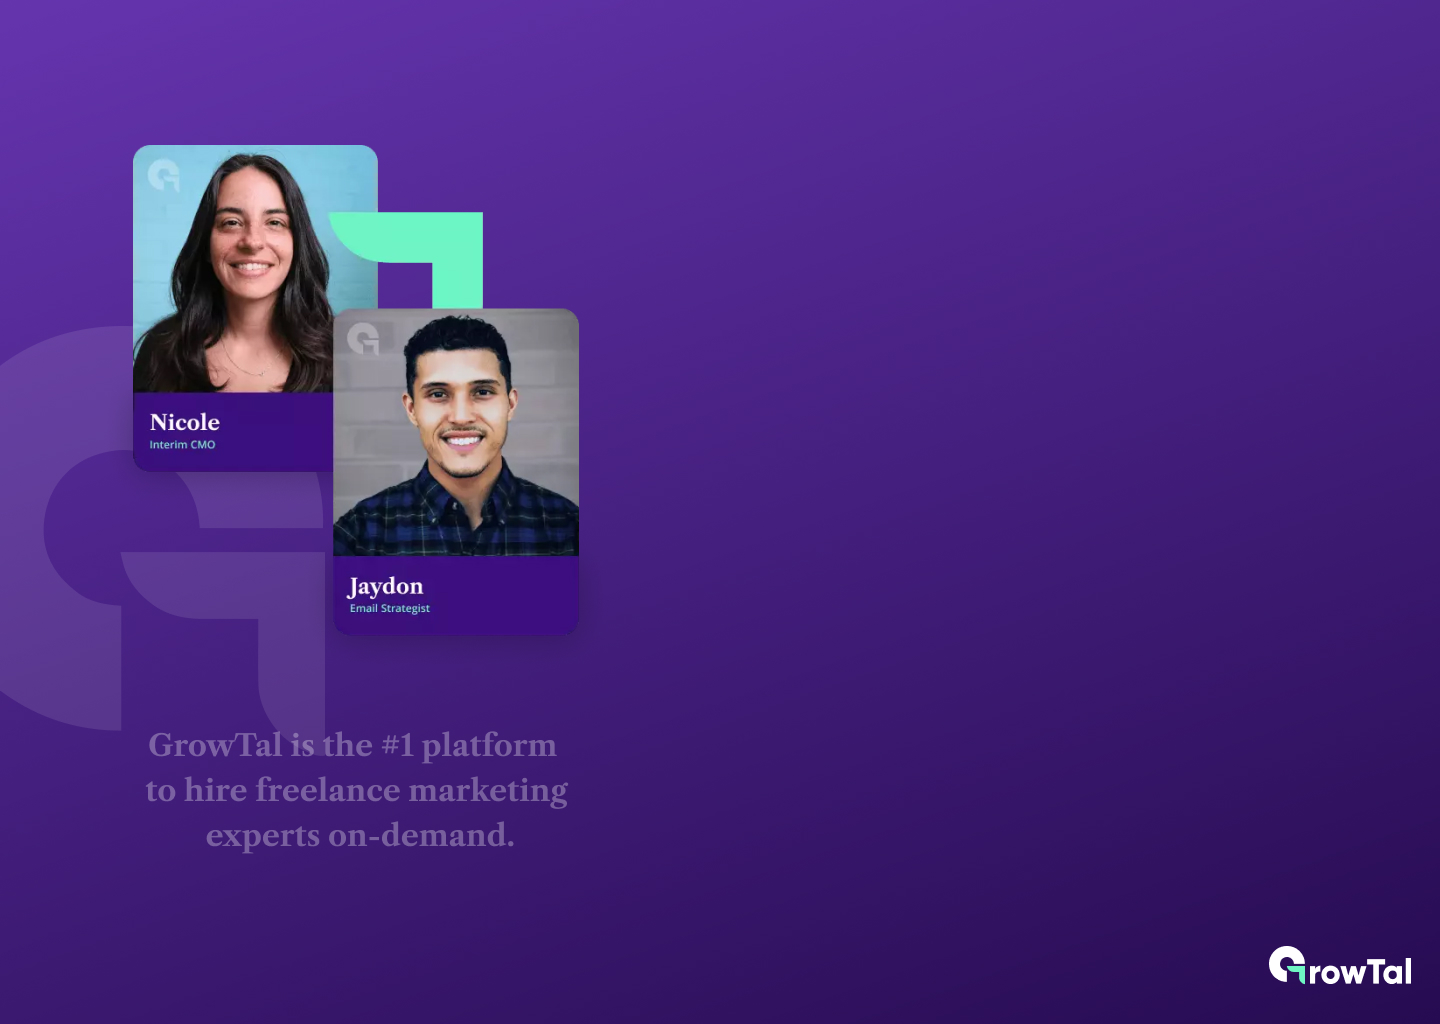 Nicole
Interim CMO
Jaydon
Email Strategist
GrowTal is the #1 platform
to hire freelance marketing
experts on-demand.
GrowTal